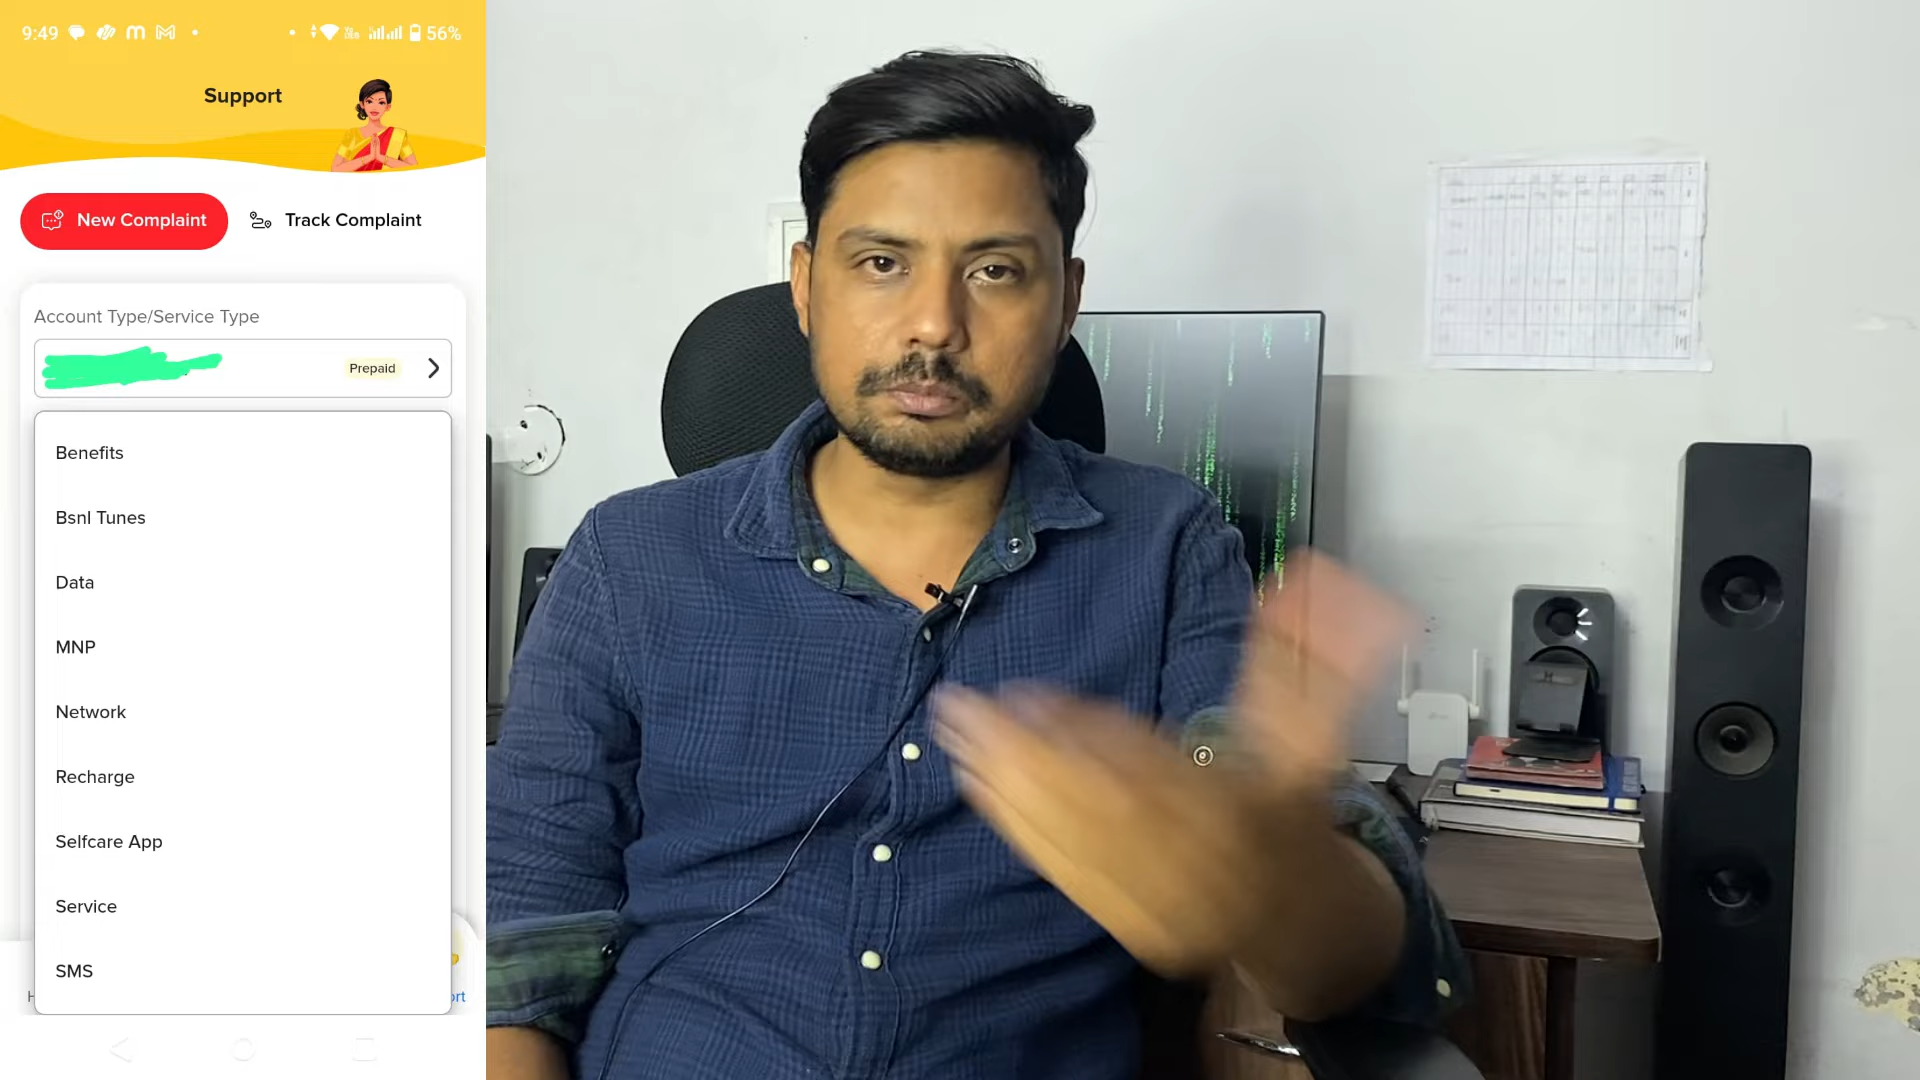 9:49
56%
Support
New Complaint
Track Complaint
Account Type/Service Type
Prepaid
Benefits
Bsnl Tunes
Data
MNP
Network
Recharge
Selfcare App
Service
SMS